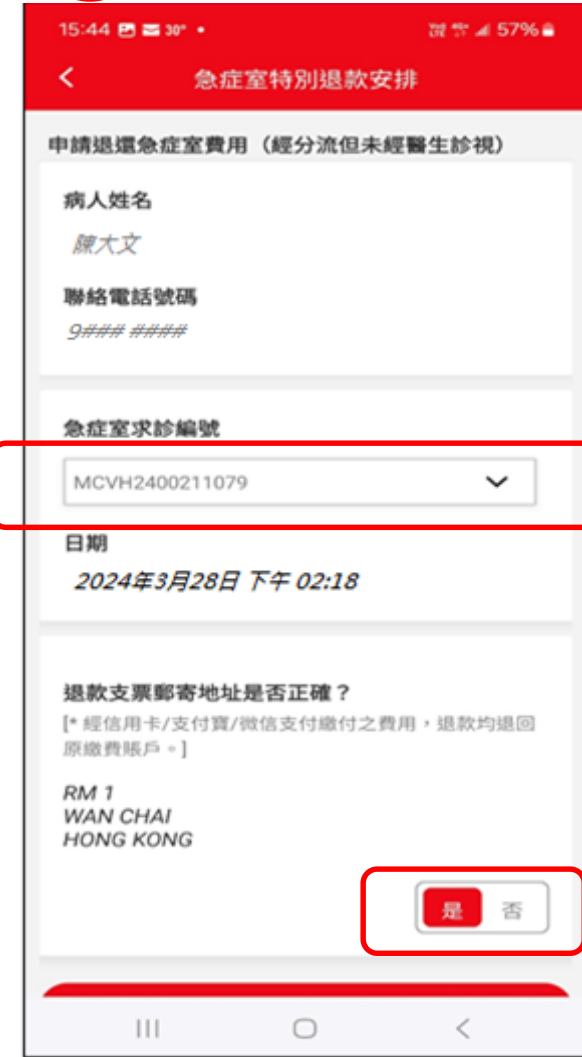 15:44 30° • 57%
急症室特別退款安排
申請退還急症室費用（經分流但未經醫生診視）
病人姓名
陳大文
聯絡電話號碼
9### ####
急症室求診編號
MCVH2400211079
日期
2024年3月28日 下午 02:18
退款支票郵寄地址是否正確？
[* 經信用卡/支付寶/微信支付繳付之費用，退款均退回
原繳費賬戶。]
RM 1
WAN CHAI
HONG KONG
是 否